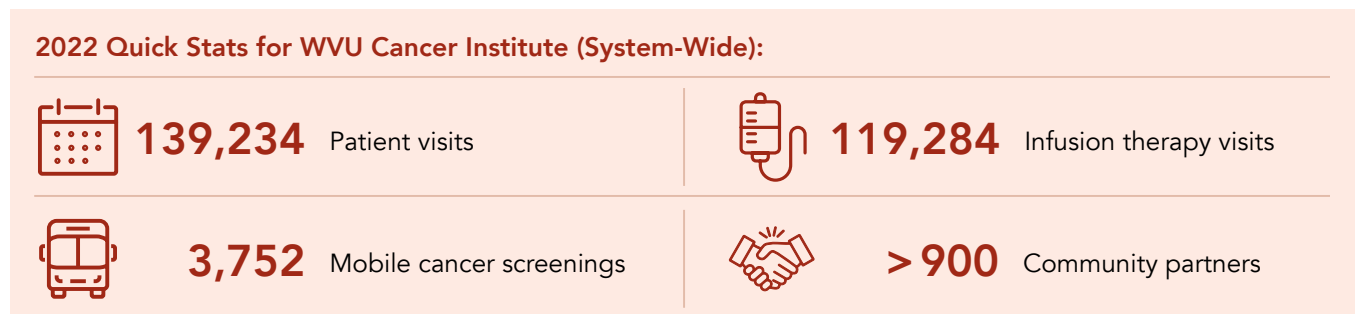 2022 Quick Stats for WVU Cancer Institute (System-Wide):
139,234 Patient visits
119,284 Infusion therapy visits
3,752 Mobile cancer screenings
>900 Community partners